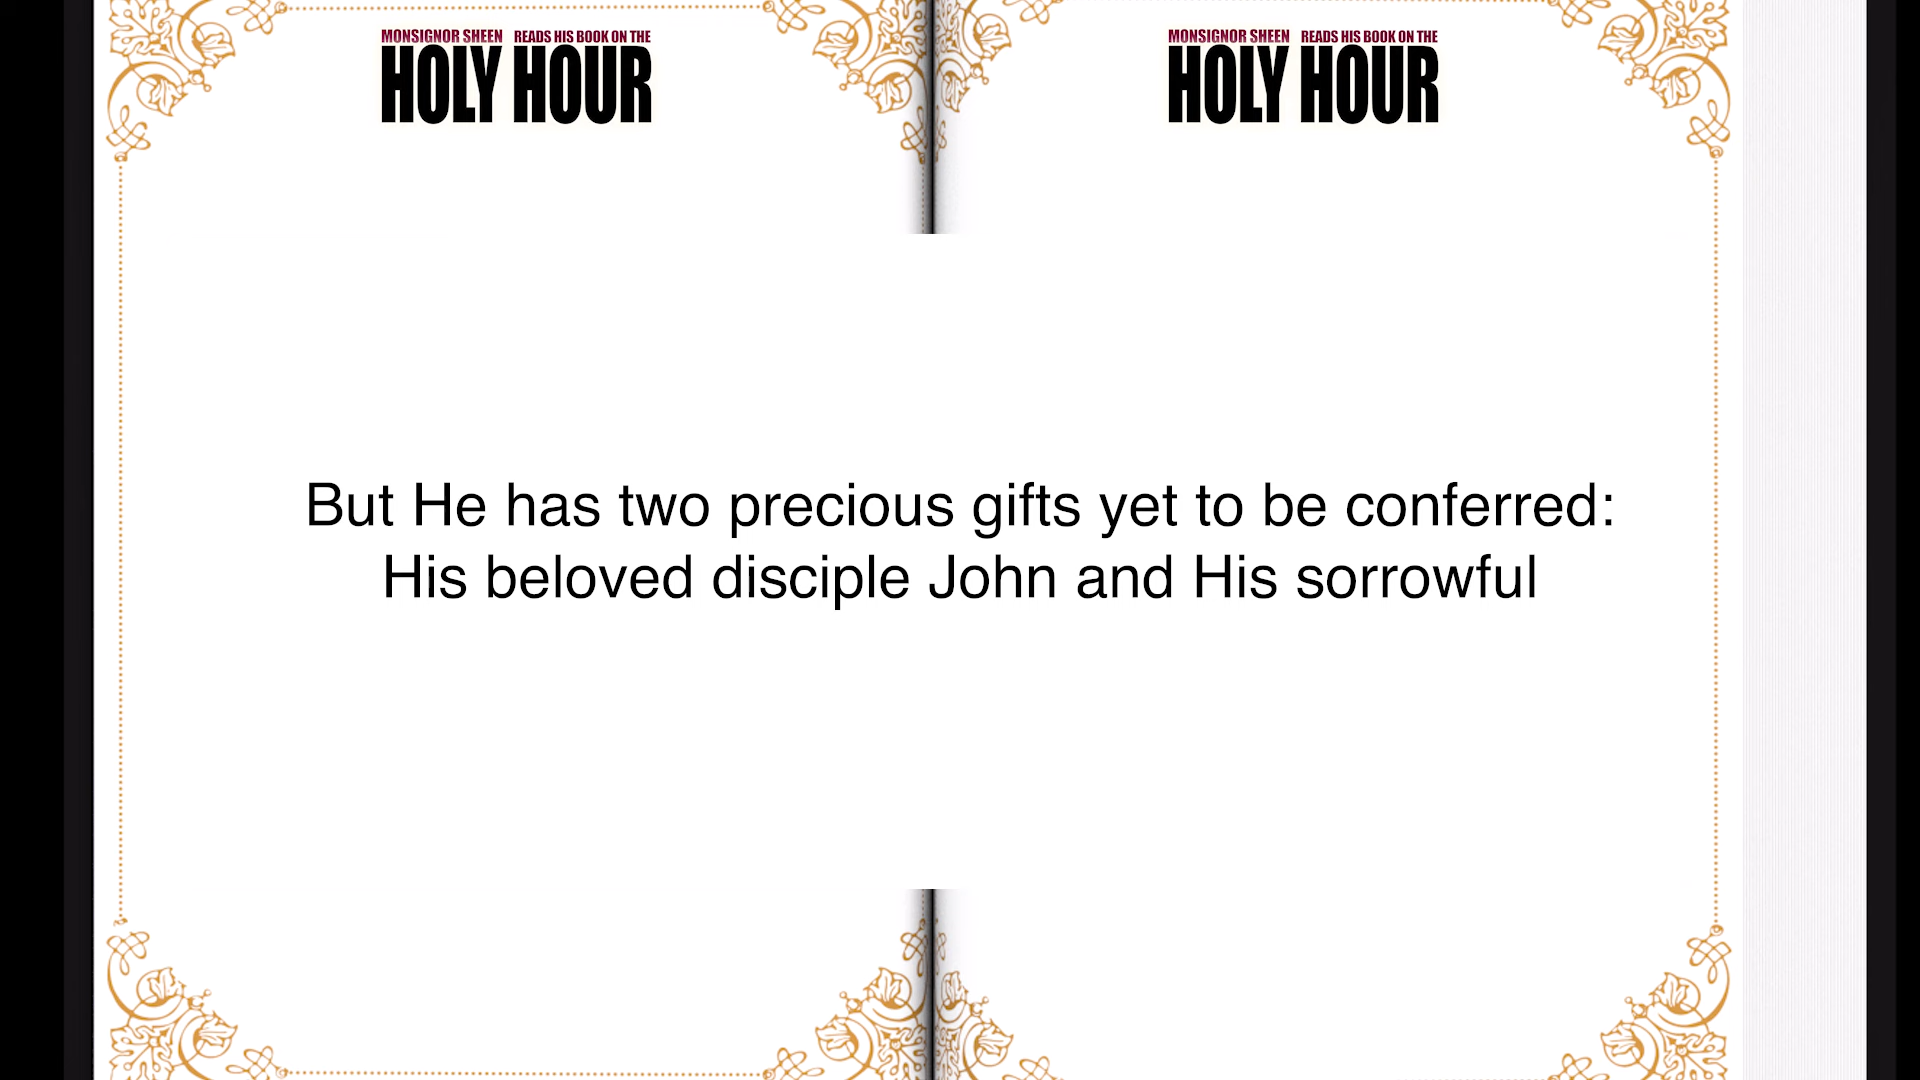 MONSIGNOR SHEEN READS HIS BOOK ON THE
HOLY HOUR
MONSIGNOR SHEEN READS HIS BOOK ON THE
HOLY HOUR
But He has two precious gifts yet to be conferred:
His beloved disciple John and His sorrowful